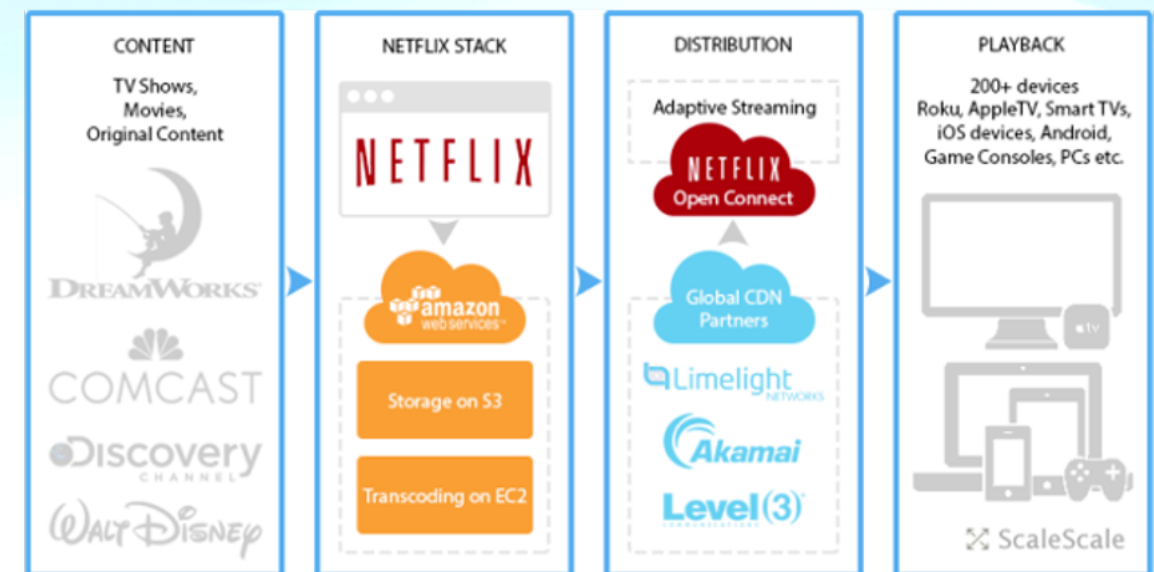 CONTENT
TV Shows,
Movies,
Original Content
DREAMWORKS
COMCAST
DISCOVERY
CHANNEL
WALT DISNEY
NETFLIX STACK
NETFLIX
amazon
web services™
Storage on S3
Transcoding on EC2
DISTRIBUTION
Adaptive Streaming
NETFLIX
Open Connect
Global CDN
Partners
Limelight
NETWORKS
Akamai
Level(3)
COMMUNICATIONS
PLAYBACK
200+ devices
Roku, AppleTV, Smart TVs,
iOS devices, Android,
Game Consoles, PCs etc.
tv
ScaleScale